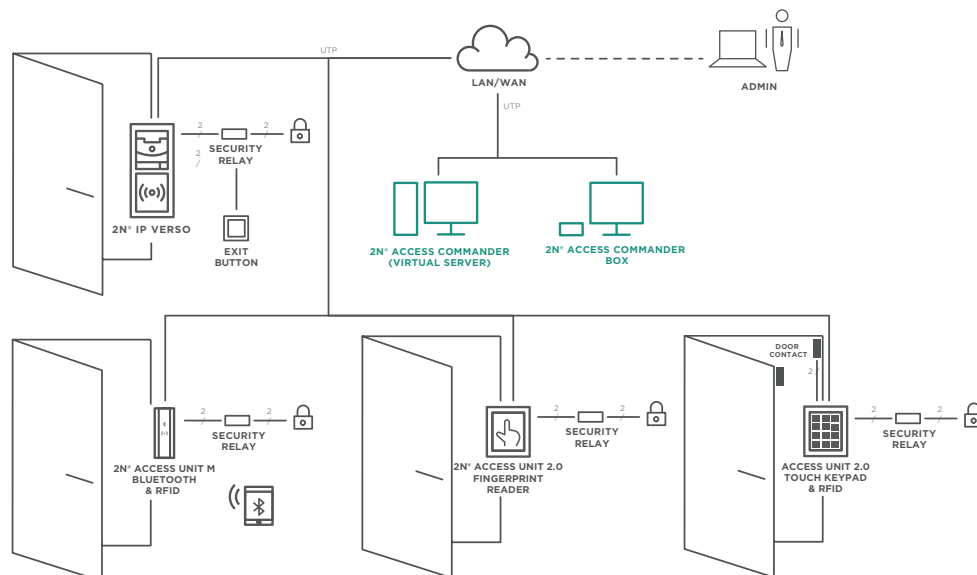 UTP
LAN/WAN
ADMIN
UTP
2
2
2
SECURITY
RELAY
2N® IP VERSO
EXIT
BUTTON
2N® ACCESS COMMANDER
(VIRTUAL SERVER)
2N® ACCESS COMMANDER
BOX
2
2
SECURITY
RELAY
2N® ACCESS UNIT M
BLUETOOTH
& RFID
2
2
SECURITY
RELAY
2N® ACCESS UNIT 2.0
FINGERPRINT
READER
DOOR
CONTACT
2
2
2
SECURITY
RELAY
ACCESS UNIT 2.0
TOUCH KEYPAD
& RFID